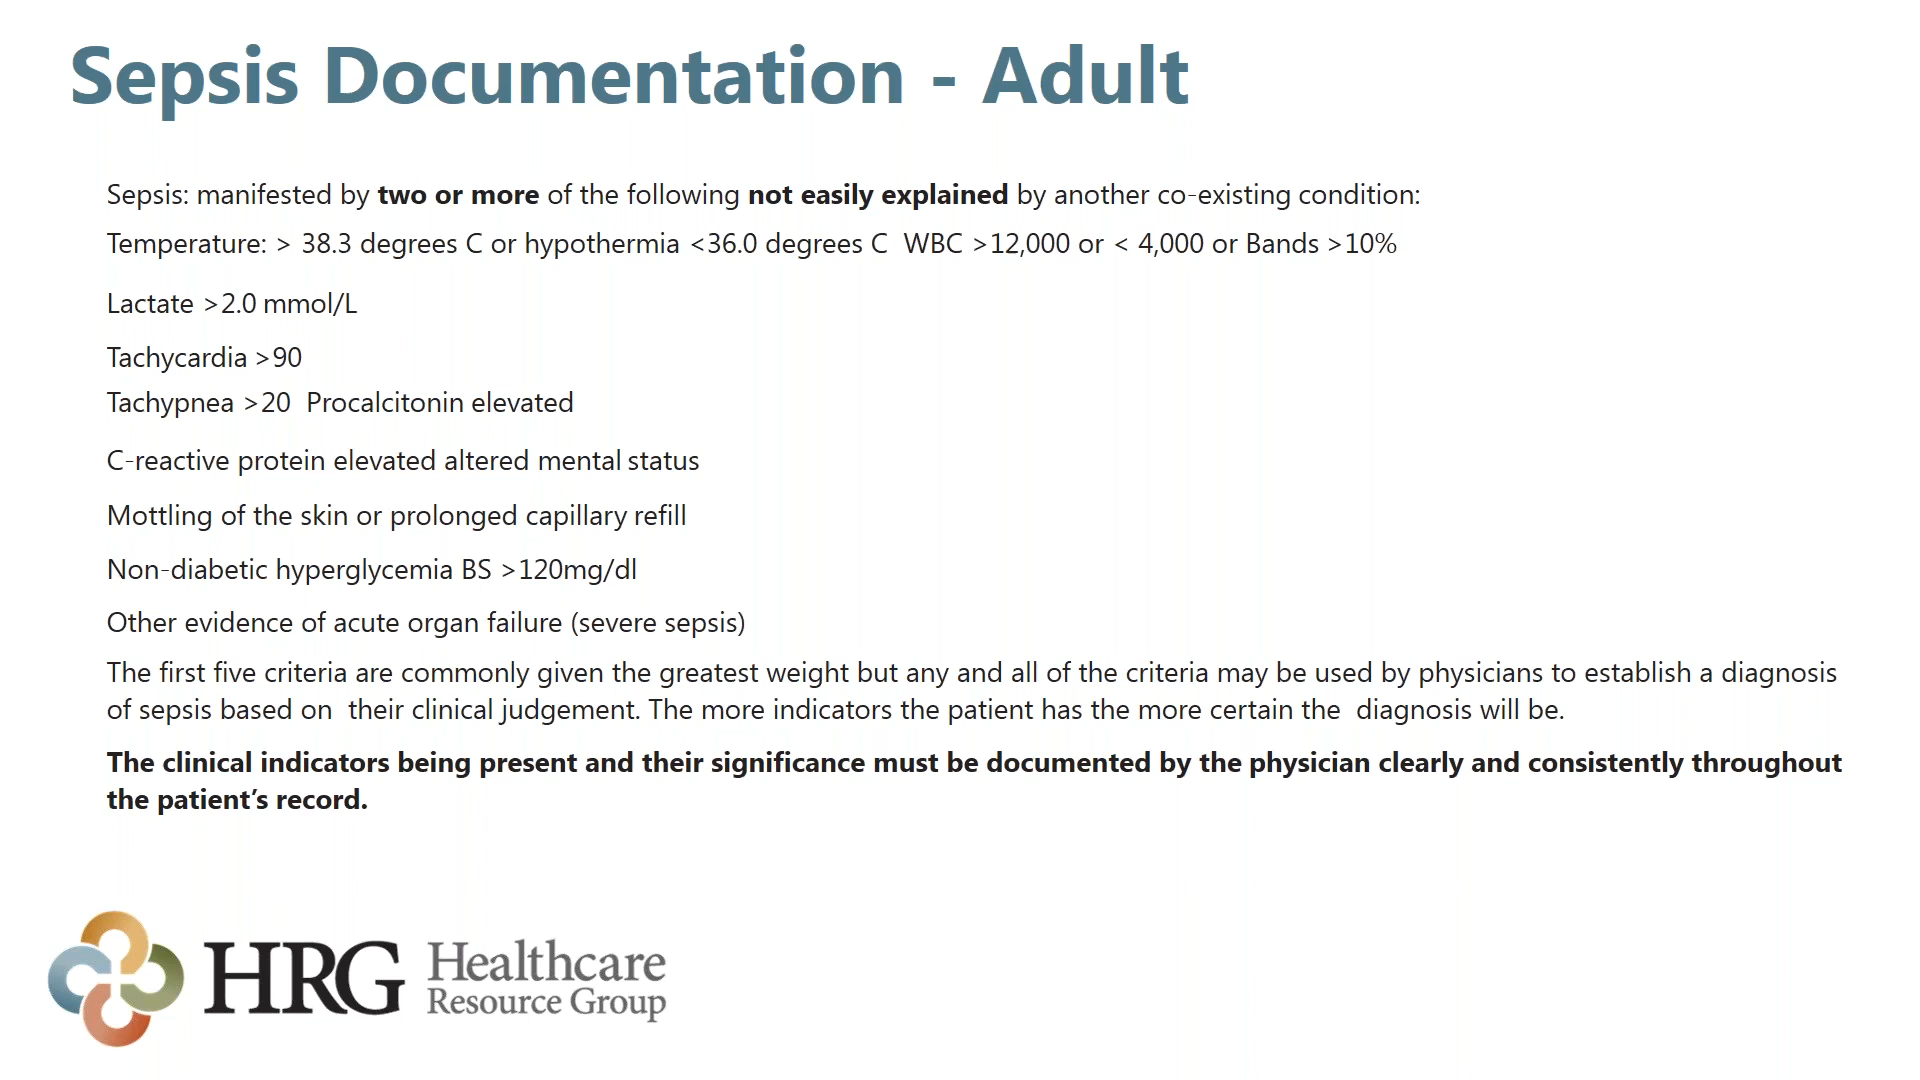 Sepsis Documentation - Adult
Sepsis: manifested by two or more of the following not easily explained by another co-existing condition:
Temperature: > 38.3 degrees C or hypothermia <36.0 degrees C  WBC >12,000 or < 4,000 or Bands >10%
Lactate >2.0 mmol/L
Tachycardia >90
Tachypnea >20  Procalcitonin elevated
C-reactive protein elevated altered mental status
Mottling of the skin or prolonged capillary refill
Non-diabetic hyperglycemia BS >120mg/dl
Other evidence of acute organ failure (severe sepsis)
The first five criteria are commonly given the greatest weight but any and all of the criteria may be used by physicians to establish a diagnosis
of sepsis based on  their clinical judgement. The more indicators the patient has the more certain the  diagnosis will be.
The clinical indicators being present and their significance must be documented by the physician clearly and consistently throughout
the patient’s record.
HRG Healthcare
Resource Group